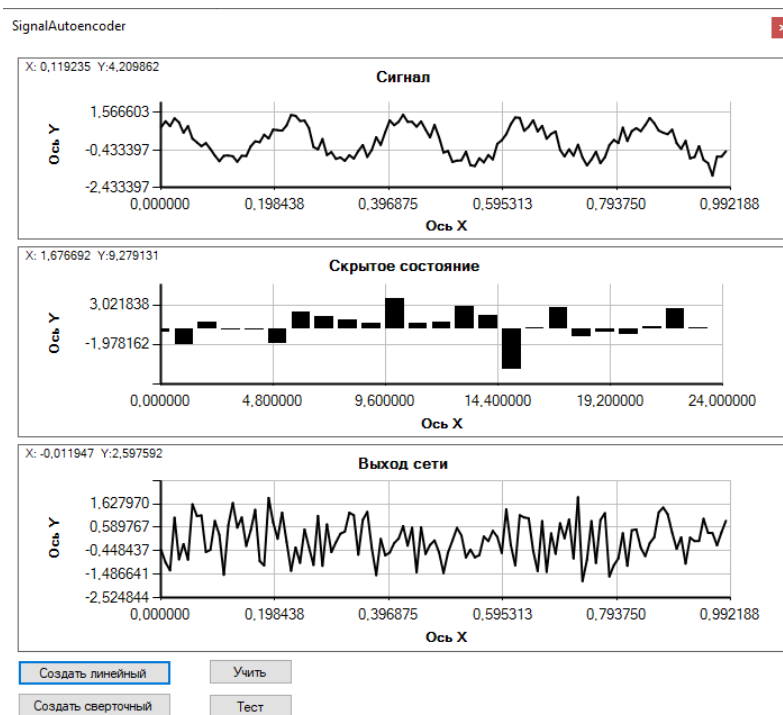 SignalAutoencoder
X: 0,119235 Y:4,209862
Сигнал
Ось Y
1,566603
-0,433397
-2,433397
0,000000 0,198438 0,396875 0,595313 0,793750 0,992188
Ось X
X: 1,676692 Y:9,279131
Скрытое состояние
Ось Y
3,021838
-1,978162
0,000000 4,800000 9,600000 14,400000 19,200000 24,000000
Ось X
X: -0,011947 Y:2,597592
Выход сети
Ось Y
1,627970
0,589767
-0,448437
-1,486641
-2,524844
0,000000 0,198438 0,396875 0,595313 0,793750 0,992188
Ось X
Создать линейный Учить
Создать сверточный Тест